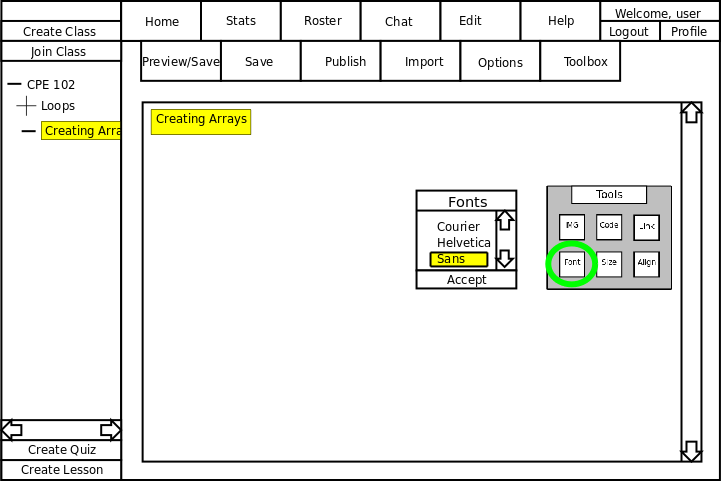 Home Stats Roster Chat Edit Help Welcome, user
Create Class Logout Profile
Join Class
Preview/Save Save Publish Import Options Toolbox
CPE 102
Loops
Creating Arra
Creating Arrays
Fonts
Courier
Helvetica
Sans
Accept
Tools
IMG Code Link
Font Size Align
Create Quiz
Create Lesson